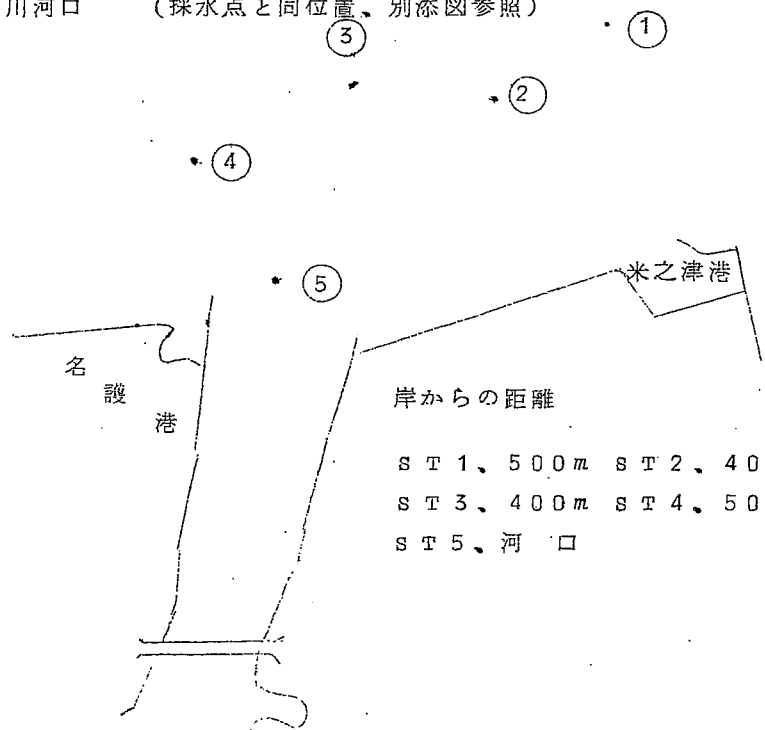 川河口 (採水点と同位置、別添図参照)
③
①
②
④
⑤
米之津港
名護港
岸からの距離
ST1、500m ST2、40
ST3、400m ST4、50
ST5、河 口